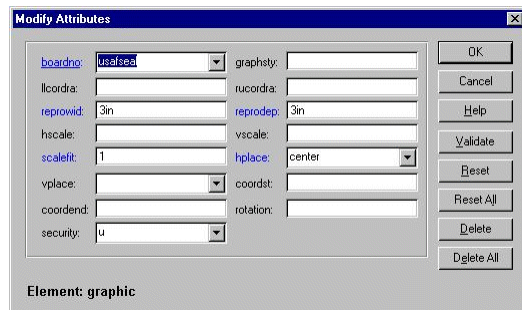 Modify Attributes
boardno: usafseal graphsty: OK
llcordra: rucordra: Cancel
reprowid: 3in reprodep: 3in Help
hscale: vscale: Validate
scalefit: 1 hplace: center Reset
vplace: coordst: Reset All
coordend: rotation: Delete
security: u Delete All
Element: graphic